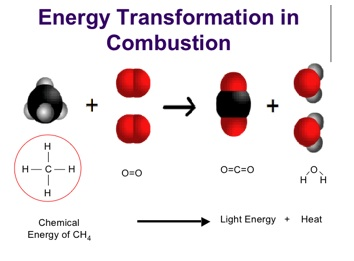 Energy Transformation in
Combustion
+
+
H
H — C — H
H
O=O
O=C=O
O
H H
Chemical
Energy of CH₄
Light Energy + Heat